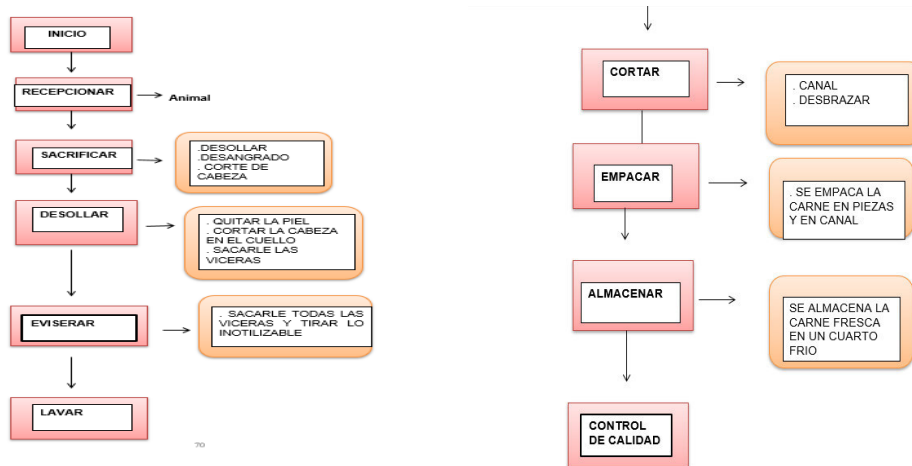 INICIO
RECEPCIONAR
Animal
SACRIFICAR
.DESOLLAR
.DESANGRADO
. CORTE DE
CABEZA
DESOLLAR
. QUITAR LA PIEL
. CORTAR LA CABEZA
EN EL CUELLO
. SACARLE LAS
VICERAS
EVISERAR
. SACARLE TODAS LAS
VICERAS Y TIRAR LO
INOTILIZABLE
LAVAR
70
CORTAR
. CANAL
. DESBRAZAR
EMPACAR
. SE EMPACA LA
CARNE EN PIEZAS
Y EN CANAL
ALMACENAR
SE ALMACENA LA
CARNE FRESCA
EN UN CUARTO
FRIO
CONTROL
DE CALIDAD